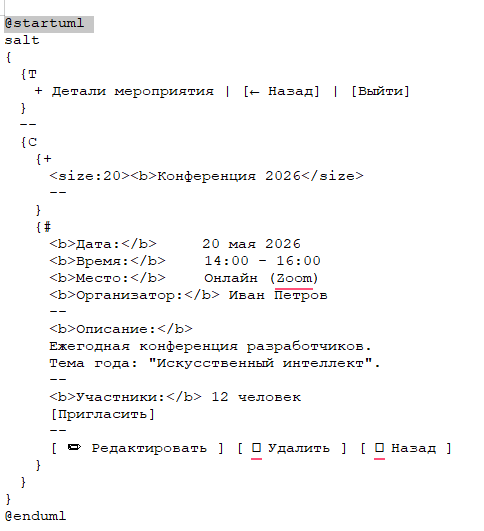 @startuml
salt
{
{T
+ Детали мероприятия | [← Назад] | [Выйти]
}
--
{C
{+
<size:20><b>Конференция 2026</size>
--
}
{#
<b>Дата:</b> 20 мая 2026
<b>Время:</b> 14:00 – 16:00
<b>Место:</b> Онлайн (Zoom)
<b>Организатор:</b> Иван Петров
--
<b>Описание:</b>
Ежегодная конференция разработчиков.
Тема года: "Искусственный интеллект".
--
<b>Участники:</b> 12 человек
[Пригласить]
--
[ ✏ Редактировать ] [ □ Удалить ] [ □ Назад ]
}
}
}
@enduml